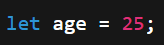 let age = 25;